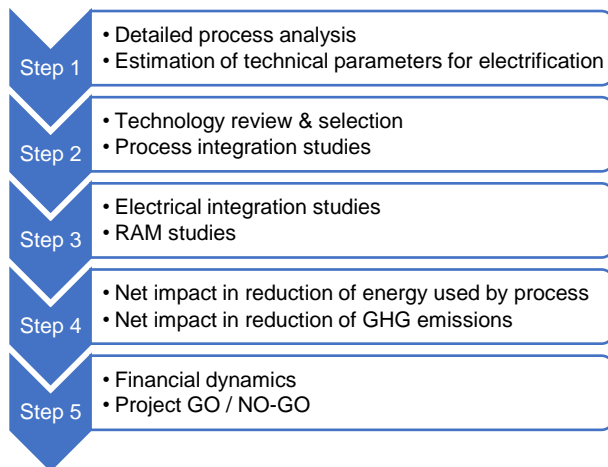 Step 1
• Detailed process analysis
• Estimation of technical parameters for electrification
Step 2
• Technology review & selection
• Process integration studies
Step 3
• Electrical integration studies
• RAM studies
Step 4
• Net impact in reduction of energy used by process
• Net impact in reduction of GHG emissions
Step 5
• Financial dynamics
• Project GO / NO-GO